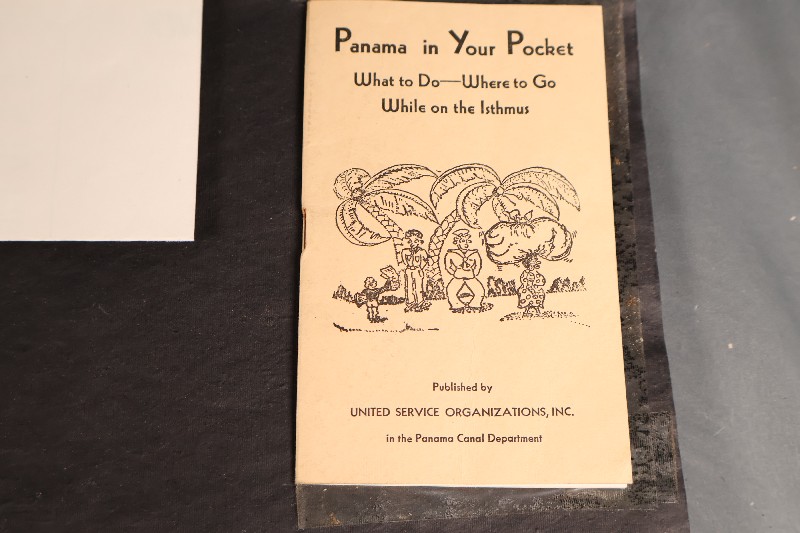 Panama in Your Pocket
What to Do—Where to Go
While on the Isthmus
Published by
UNITED SERVICE ORGANIZATIONS, INC.
in the Panama Canal Department